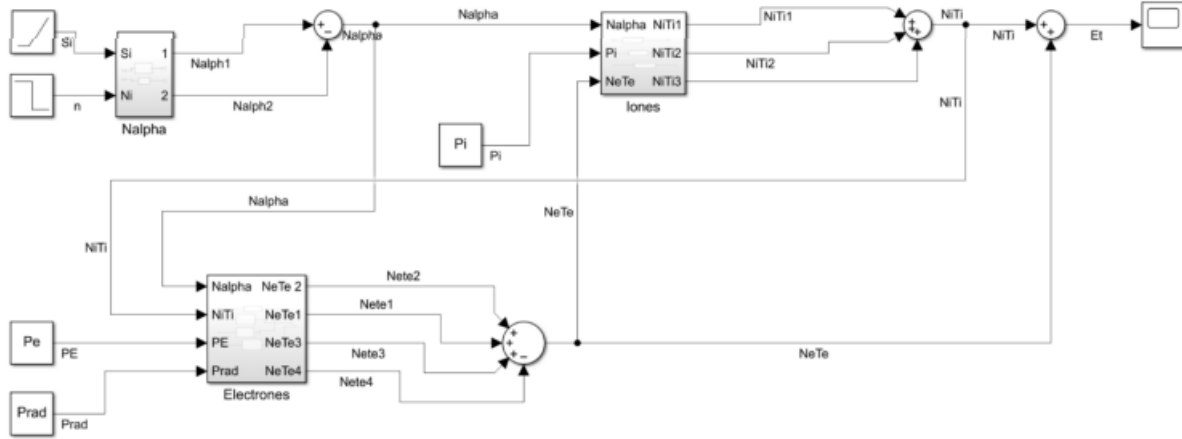 Si
n
Si 1
Ni 2
Nalpha
Nalph1
Nalph2
+
−
Nalpha
Nalpha
Nalpha NiTi1
Pi NiTi2
NeTe NiTi3
Iones
NiTi1
NiTi2
+
+
+
NiTi
NiTi
NiTi
+
+
Et
Pi
Pi
Nalpha
NeTe
NiTi
Nalpha NeTe 2
NiTi NeTe1
PE NeTe3
Prad NeTe4
Electrones
Nete2
Nete1
Nete3
Nete4
+
+
+
−
NeTe
Pe
PE
Prad
Prad